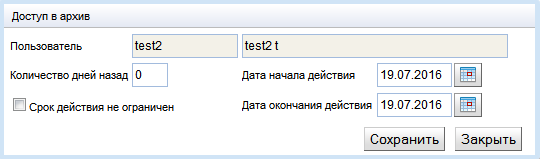 Доступ в архив
Пользователь test2 test2 t
Количество дней назад 0 Дата начала действия 19.07.2016
Срок действия не ограничен Дата окончания действия 19.07.2016
Сохранить Закрыть